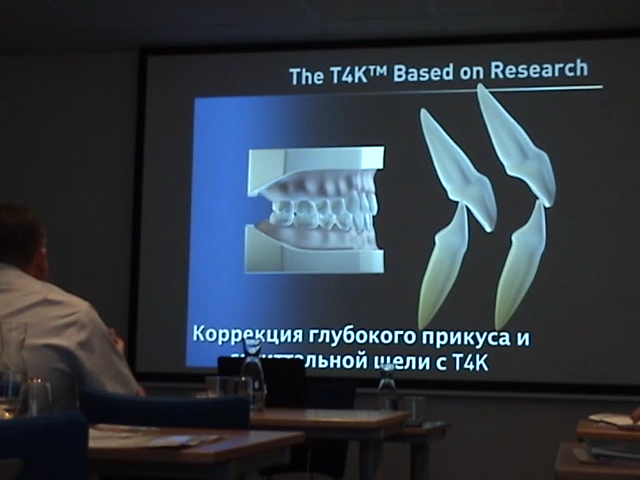 The T4K™ Based on Research
Коррекция глубокого прикуса и
щели с T4K